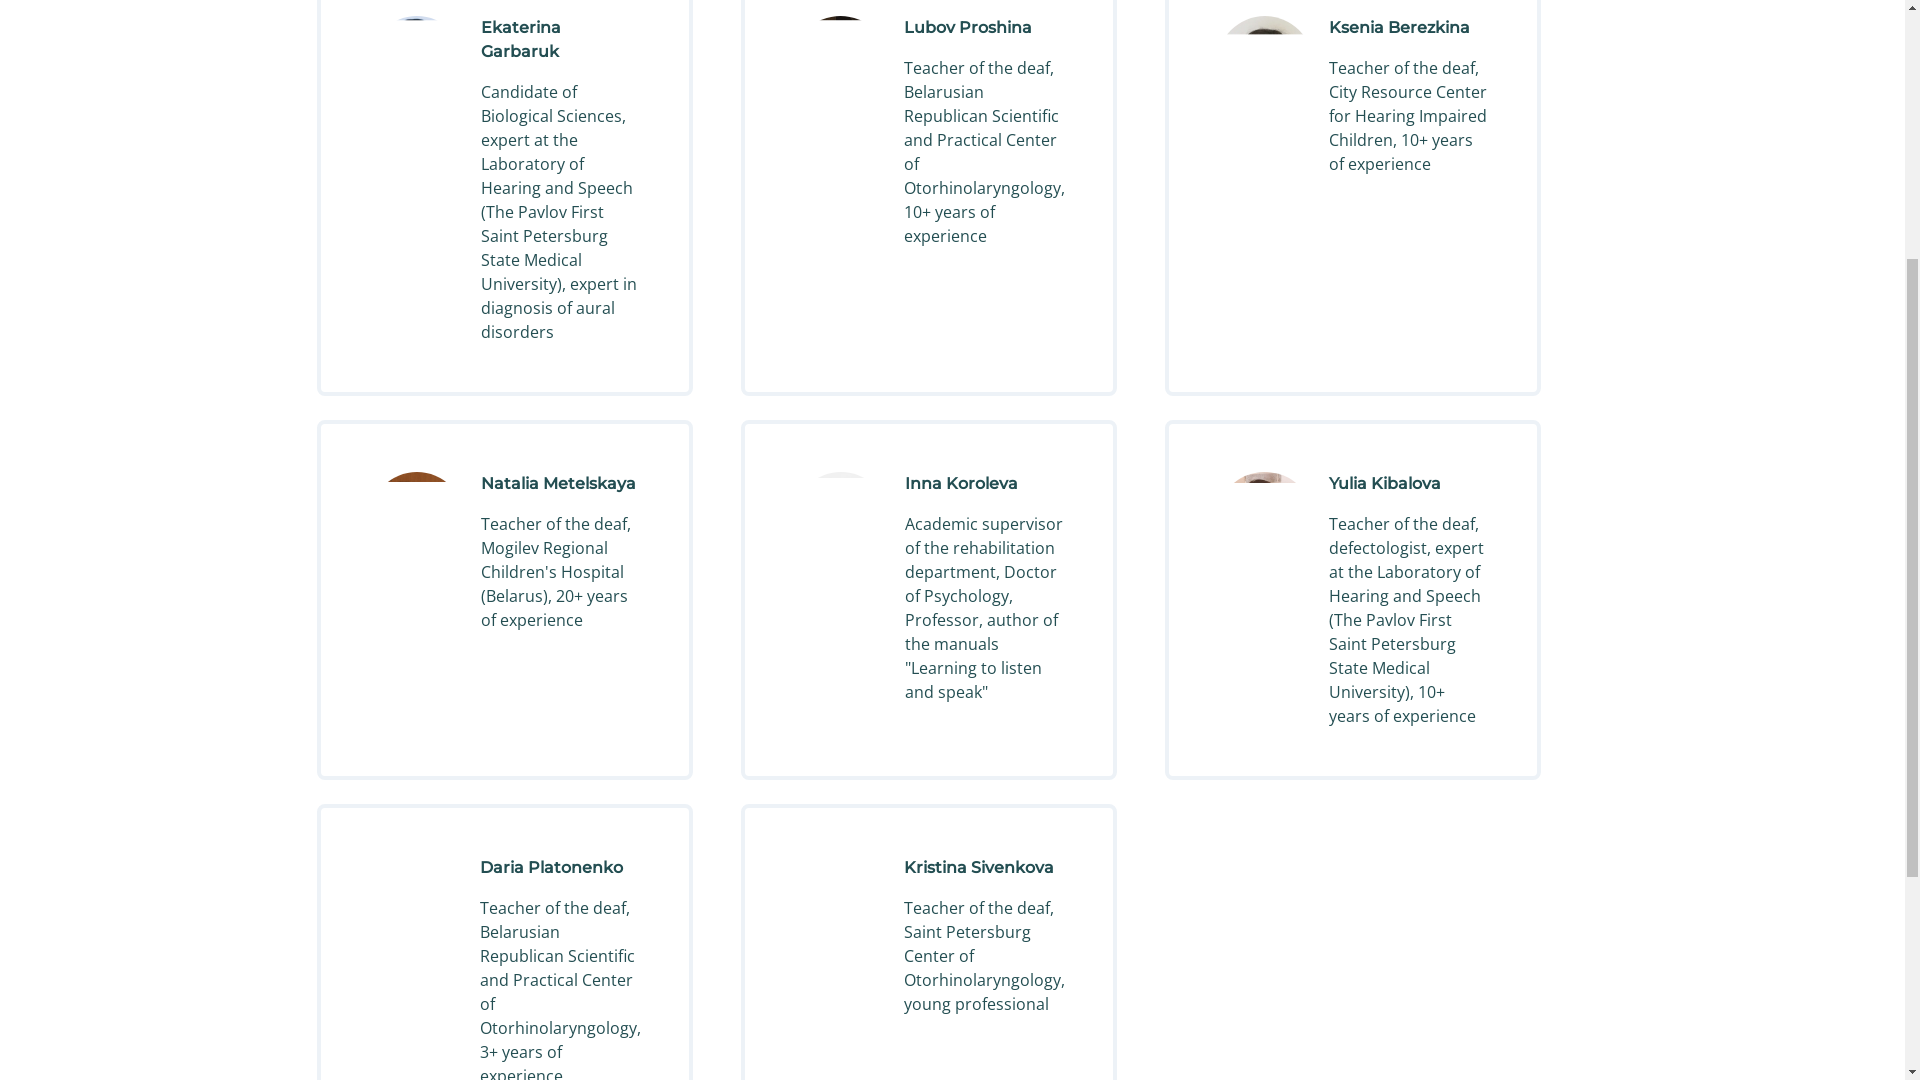 Ekaterina
Garbaruk
Candidate of
Biological Sciences,
expert at the
Laboratory of
Hearing and Speech
(The Pavlov First
Saint Petersburg
State Medical
University), expert in
diagnosis of aural
disorders
Lubov Proshina
Teacher of the deaf,
Belarusian
Republican Scientific
and Practical Center
of
Otorhinolaryngology,
10+ years of
experience
Ksenia Berezkina
Teacher of the deaf,
City Resource Center
for Hearing Impaired
Children, 10+ years
of experience
Natalia Metelskaya
Teacher of the deaf,
Mogilev Regional
Children's Hospital
(Belarus), 20+ years
of experience
Inna Koroleva
Academic supervisor
of the rehabilitation
department, Doctor
of Psychology,
Professor, author of
the manuals
"Learning to listen
and speak"
Yulia Kibalova
Teacher of the deaf,
defectologist, expert
at the Laboratory of
Hearing and Speech
(The Pavlov First
Saint Petersburg
State Medical
University), 10+
years of experience
Daria Platonenko
Teacher of the deaf,
Belarusian
Republican Scientific
and Practical Center
of
Otorhinolaryngology,
3+ years of
experience
Kristina Sivenkova
Teacher of the deaf,
Saint Petersburg
Center of
Otorhinolaryngology,
young professional